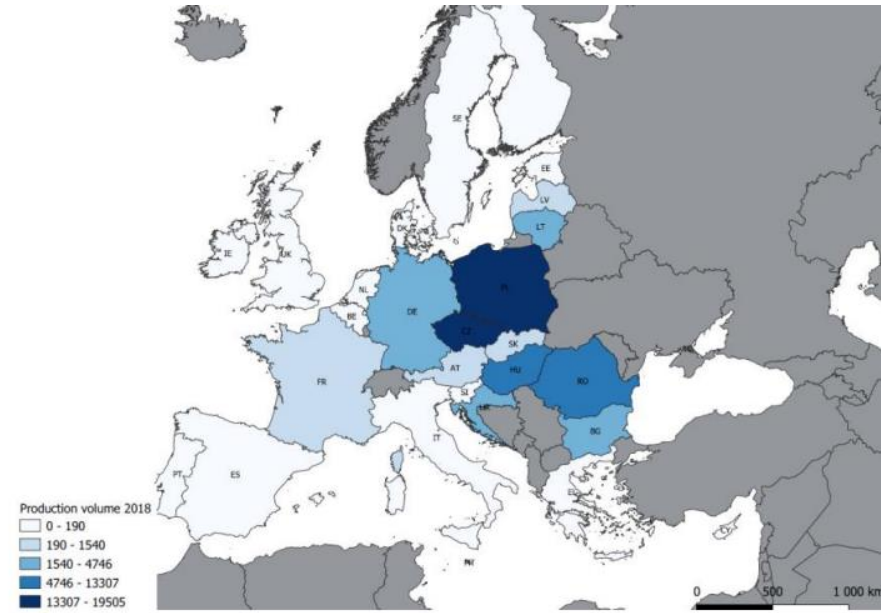 SE
EE
LV
LT
DK
IE
UK
NL
BE
DE
PL
CZ
SK
AT
HU
RO
FR
SI
HR
BG
IT
PT
ES
EL
Production volume 2018
0 - 190
190 - 1540
1540 - 4746
4746 - 13307
13307 - 19505
0 500 1 000 km